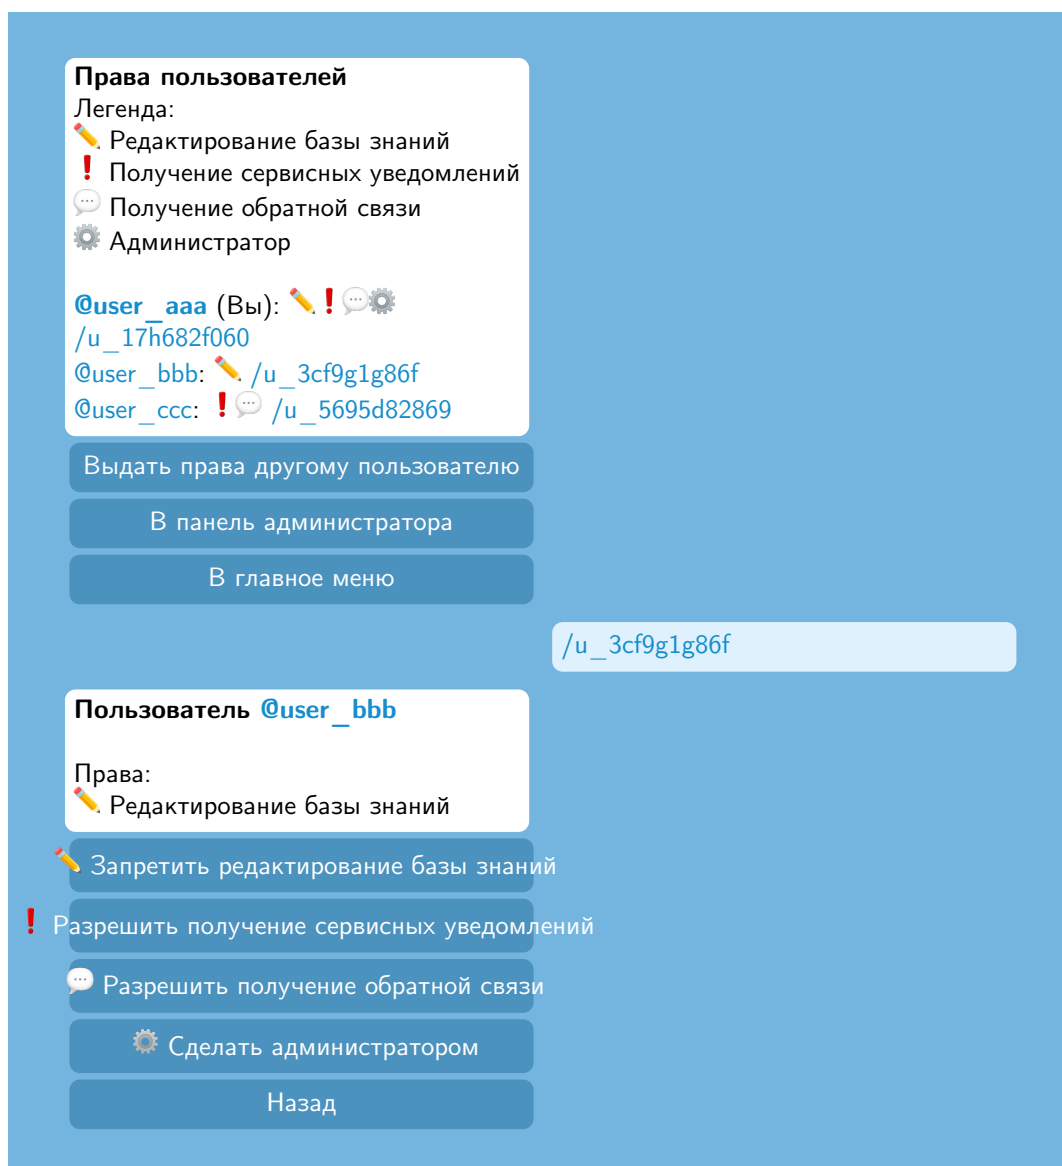 Права пользователей
Легенда:
✏️ Редактирование базы знаний
❗ Получение сервисных уведомлений
💬 Получение обратной связи
⚙️ Администратор
@user_aaa (Вы): ✏️❗💬⚙️
/u_17h682f060
@user_bbb: ✏️ /u_3cf9g1g86f
@user_ccc: ❗💬 /u_5695d82869
Выдать права другому пользователю
В панель администратора
В главное меню
/u_3cf9g1g86f
Пользователь @user_bbb
Права:
✏️ Редактирование базы знаний
✏️ Запретить редактирование базы знаний
❗ Разрешить получение сервисных уведомлений
💬 Разрешить получение обратной связи
⚙️ Сделать администратором
Назад